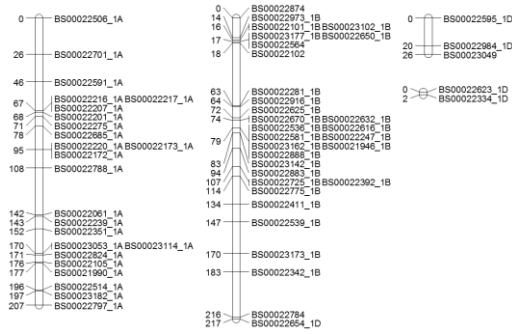 0 BS00022506_1A
26 BS00022701_1A
46 BS00022591_1A
67 BS00022216_1A BS00022217_1A
BS00022207_1A
68 BS00022201_1A
71 BS00022275_1A
78 BS00022685_1A
95 BS00022220_1A BS00022173_1A
BS00022172_1A
108 BS00022788_1A
142 BS00022061_1A
143 BS00022239_1A
152 BS00022351_1A
170 BS00023053_1A BS00023114_1A
171 BS00022824_1A
176 BS00022105_1A
177 BS00021990_1A
196 BS00022514_1A
197 BS00023182_1A
207 BS00022797_1A
0 BS00022874
14 BS00022973_1B
16 BS00022101_1B BS00023102_1B
BS00023177_1B BS00022650_1B
17 BS00022564
18 BS00022102
63 BS00022281_1B
64 BS00022916_1B
72 BS00022625_1B
74 BS00022670_1B BS00022632_1B
BS00022536_1B BS00022616_1B
79 BS00022581_1B BS00022247_1B
BS00023162_1B BS00021946_1B
BS00022888_1B
83 BS00023142_1B
94 BS00022883_1B
107 BS00022725_1B BS00022392_1B
114 BS00022775_1B
134 BS00022411_1B
147 BS00022539_1B
170 BS00023173_1B
183 BS00022342_1B
216 BS00022784
217 BS00022654_1D
0 BS00022595_1D
20 BS00022984_1D
26 BS00023049
0 BS00022623_1D
2 BS00022334_1D